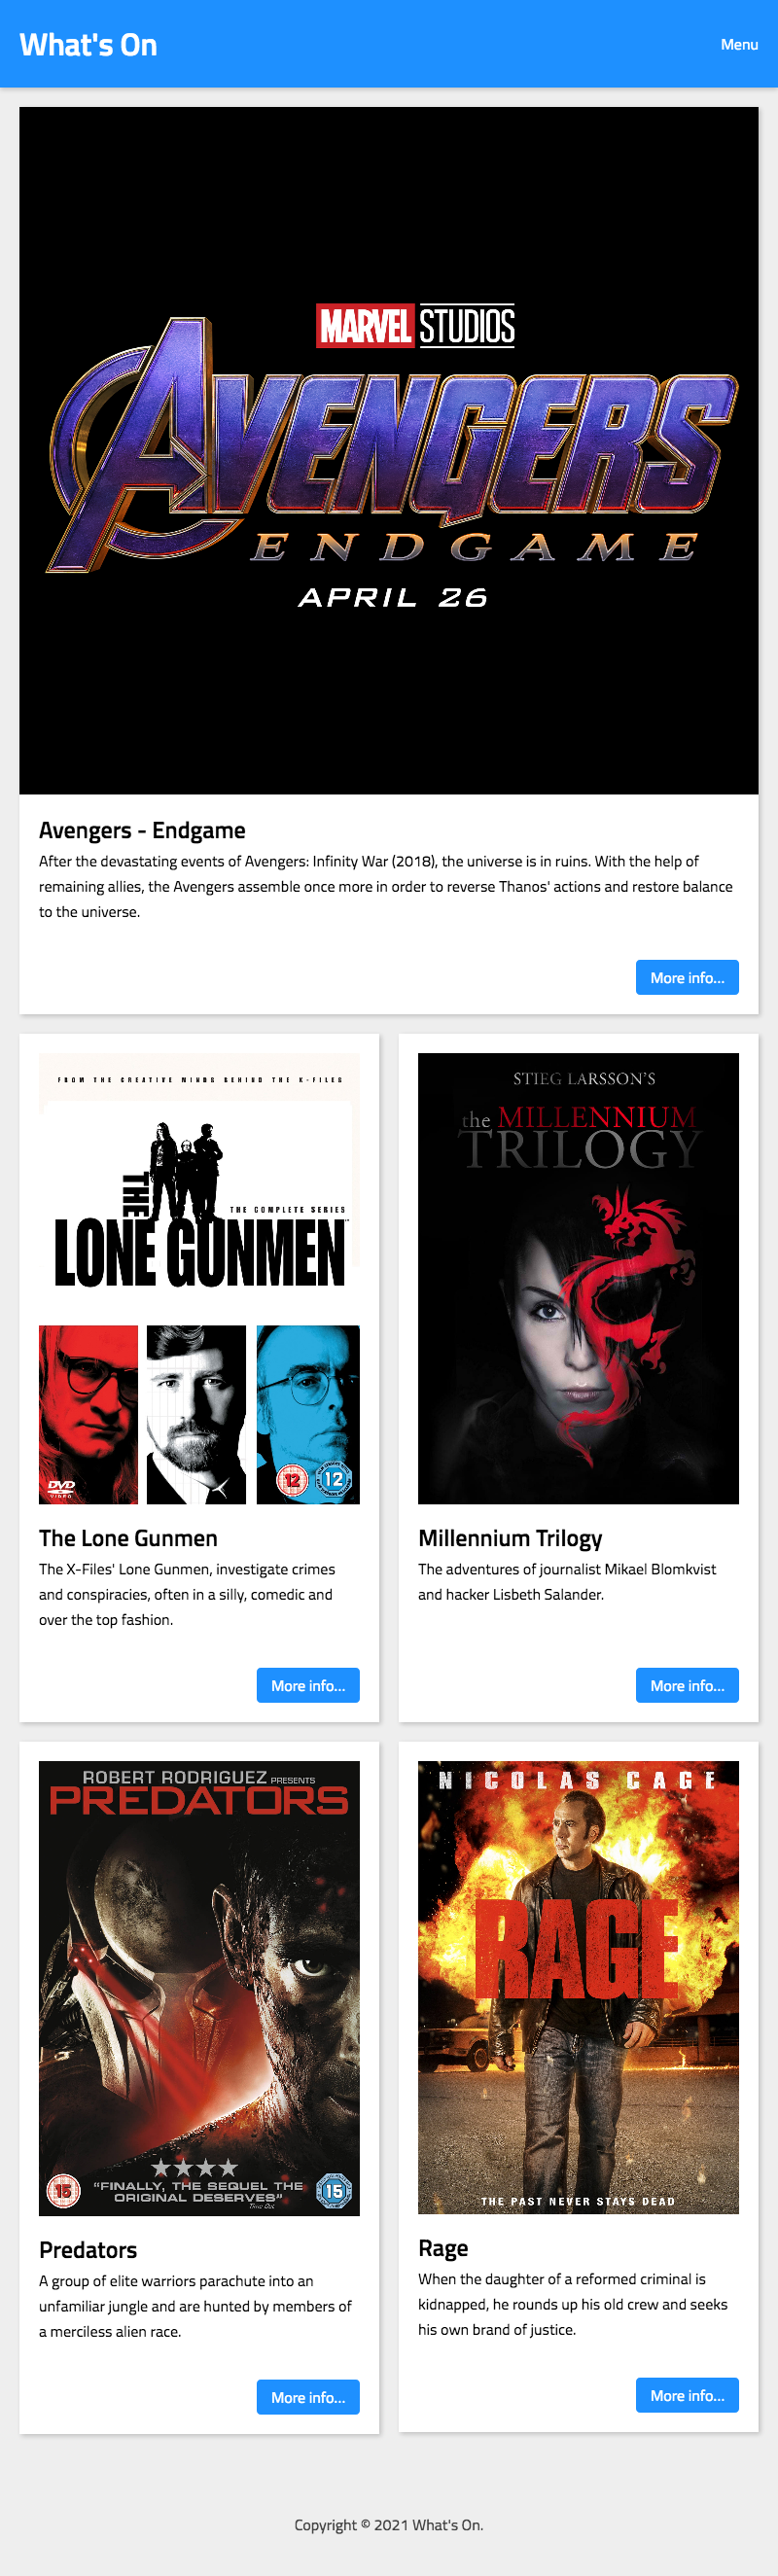 What's On
Menu
MARVEL STUDIOS
AVENGERS
ENDGAME
APRIL 26
Avengers - Endgame
After the devastating events of Avengers: Infinity War (2018), the universe is in ruins. With the help of
remaining allies, the Avengers assemble once more in order to reverse Thanos' actions and restore balance
to the universe.
More info...
FROM THE CREATIVE MINDS BEHIND THE X-FILES
THE COMPLETE SERIES
THE
LONE GUNMEN
DVD
VIDEO
12
12
The Lone Gunmen
The X-Files' Lone Gunmen, investigate crimes
and conspiracies, often in a silly, comedic and
over the top fashion.
More info...
STIEG LARSSON'S
the MILLENNIUM
TRILOGY
Millennium Trilogy
The adventures of journalist Mikael Blomkvist
and hacker Lisbeth Salander.
More info...
ROBERT RODRIGUEZ PRESENTS
PREDATORS
15
"FINALLY, THE SEQUEL THE
ORIGINAL DESERVES"
Time Out
15
Predators
A group of elite warriors parachute into an
unfamiliar jungle and are hunted by members of
a merciless alien race.
More info...
NICOLAS CAGE
RAGE
THE PAST NEVER STAYS DEAD
Rage
When the daughter of a reformed criminal is
kidnapped, he rounds up his old crew and seeks
his own brand of justice.
More info...
Copyright © 2021 What's On.